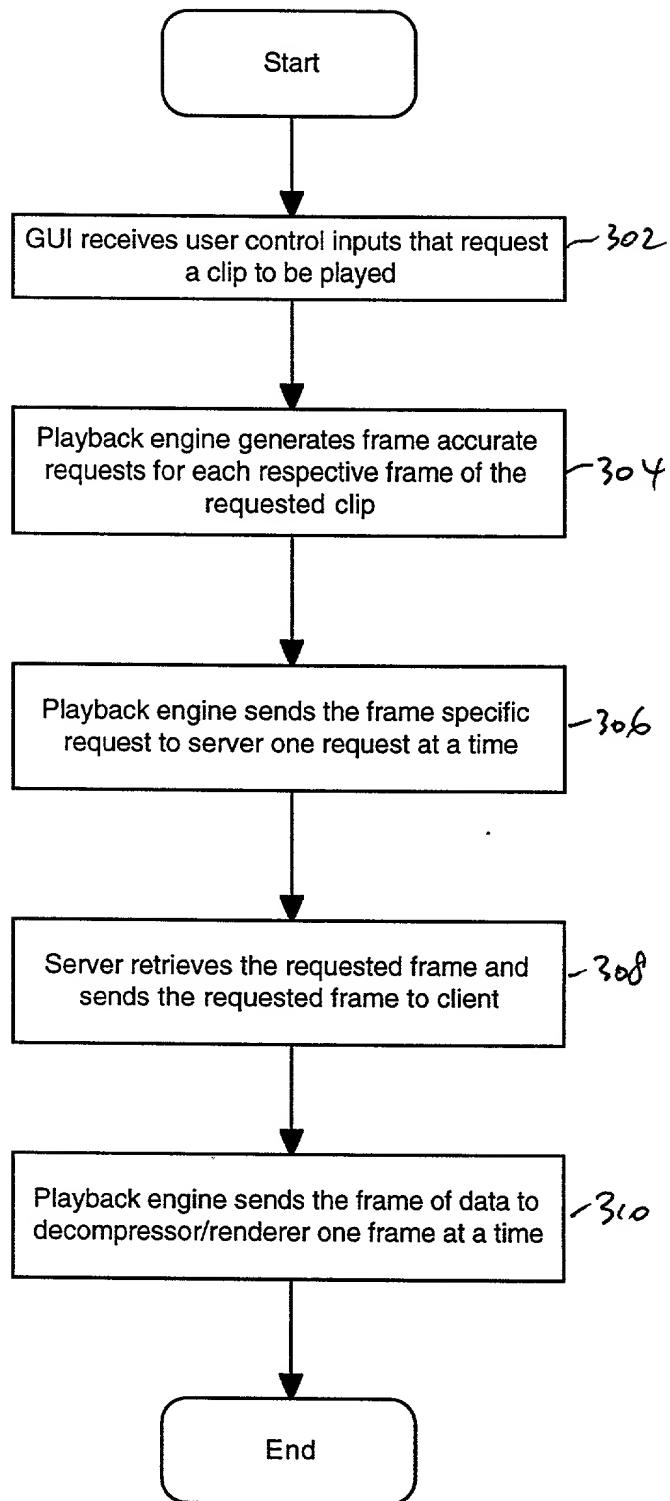 Start
GUI receives user control inputs that request
a clip to be played
302
Playback engine generates frame accurate
requests for each respective frame of the
requested clip
304
Playback engine sends the frame specific
request to server one request at a time
306
Server retrieves the requested frame and
sends the requested frame to client
308
Playback engine sends the frame of data to
decompressor/renderer one frame at a time
310
End